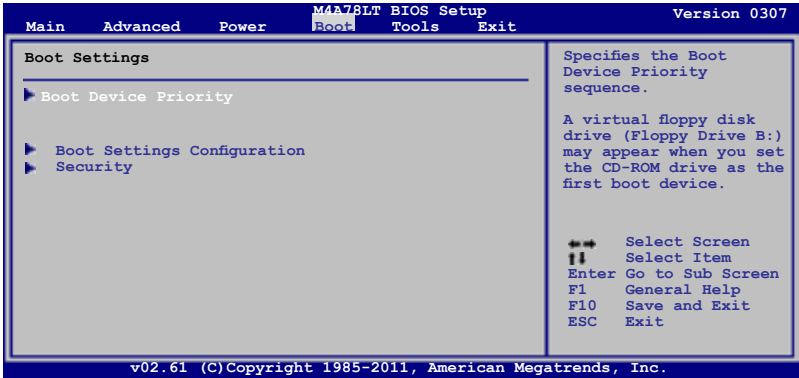 M4A78LT BIOS Setup
Version 0307
Main Advanced Power Boot Tools Exit
Boot Settings
Boot Device Priority
Boot Settings Configuration
Security
Specifies the Boot
Device Priority
sequence.
A virtual floppy disk
drive (Floppy Drive B:)
may appear when you set
the CD-ROM drive as the
first boot device.
←→ Select Screen
↑↓ Select Item
Enter Go to Sub Screen
F1 General Help
F10 Save and Exit
ESC Exit
v02.61 (C)Copyright 1985-2011, American Megatrends, Inc.